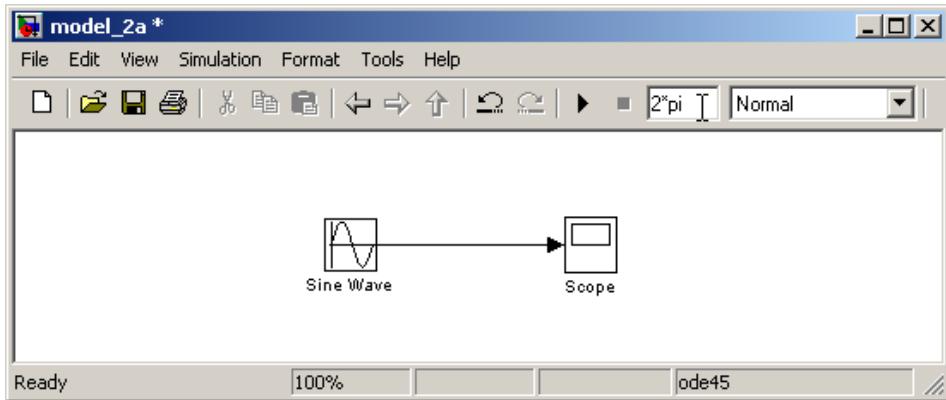 model_2a *
File Edit View Simulation Format Tools Help
2*pi Normal
Sine Wave
Scope
Ready 100% ode45